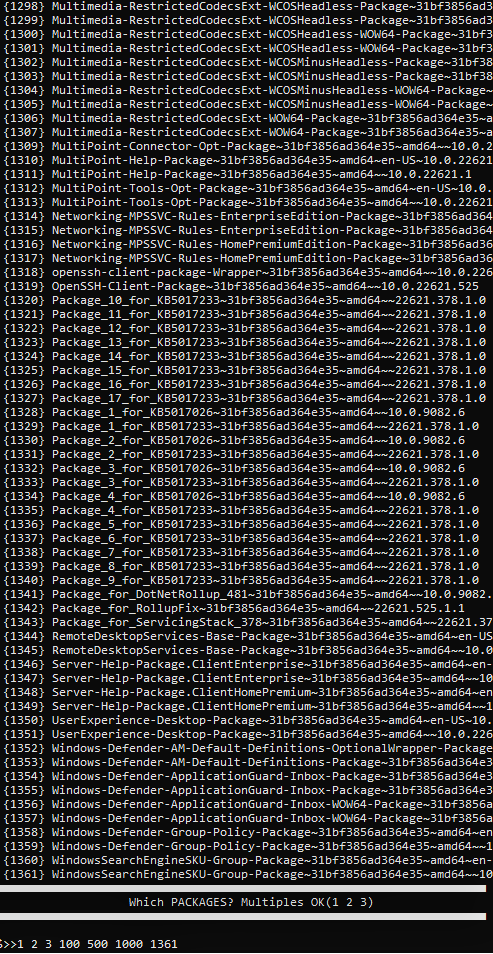 {1298} Multimedia-RestrictedCodecsExt-WCOSHeadless-Package~31bf3856ad3
{1299} Multimedia-RestrictedCodecsExt-WCOSHeadless-Package~31bf3856ad3
{1300} Multimedia-RestrictedCodecsExt-WCOSHeadless-WOW64-Package~31bf3
{1301} Multimedia-RestrictedCodecsExt-WCOSHeadless-WOW64-Package~31bf3
{1302} Multimedia-RestrictedCodecsExt-WCOSMinusHeadless-Package~31bf38
{1303} Multimedia-RestrictedCodecsExt-WCOSMinusHeadless-Package~31bf38
{1304} Multimedia-RestrictedCodecsExt-WCOSMinusHeadless-WOW64-Package~
{1305} Multimedia-RestrictedCodecsExt-WCOSMinusHeadless-WOW64-Package~
{1306} Multimedia-RestrictedCodecsExt-WOW64-Package~31bf3856ad364e35~a
{1307} Multimedia-RestrictedCodecsExt-WOW64-Package~31bf3856ad364e35~a
{1309} MultiPoint-Connector-Opt-Package~31bf3856ad364e35~amd64~~10.0.2
{1310} MultiPoint-Help-Package~31bf3856ad364e35~amd64~en-US~10.0.22621
{1311} MultiPoint-Help-Package~31bf3856ad364e35~amd64~~10.0.22621.1
{1312} MultiPoint-Tools-Opt-Package~31bf3856ad364e35~amd64~en-US~10.0.
{1313} MultiPoint-Tools-Opt-Package~31bf3856ad364e35~amd64~~10.0.22621
{1314} Networking-MPSSVC-Rules-EnterpriseEdition-Package~31bf3856ad364
{1315} Networking-MPSSVC-Rules-EnterpriseEdition-Package~31bf3856ad364
{1316} Networking-MPSSVC-Rules-HomePremiumEdition-Package~31bf3856ad36
{1317} Networking-MPSSVC-Rules-HomePremiumEdition-Package~31bf3856ad36
{1318} openssh-client-package-Wrapper~31bf3856ad364e35~amd64~~10.0.226
{1319} OpenSSH-Client-Package~31bf3856ad364e35~amd64~~10.0.22621.525
{1320} Package_10_for_KB5017233~31bf3856ad364e35~amd64~~22621.378.1.0
{1321} Package_11_for_KB5017233~31bf3856ad364e35~amd64~~22621.378.1.0
{1322} Package_12_for_KB5017233~31bf3856ad364e35~amd64~~22621.378.1.0
{1323} Package_13_for_KB5017233~31bf3856ad364e35~amd64~~22621.378.1.0
{1324} Package_14_for_KB5017233~31bf3856ad364e35~amd64~~22621.378.1.0
{1325} Package_15_for_KB5017233~31bf3856ad364e35~amd64~~22621.378.1.0
{1326} Package_16_for_KB5017233~31bf3856ad364e35~amd64~~22621.378.1.0
{1327} Package_17_for_KB5017233~31bf3856ad364e35~amd64~~22621.378.1.0
{1328} Package_1_for_KB5017026~31bf3856ad364e35~amd64~~10.0.9082.6
{1329} Package_1_for_KB5017233~31bf3856ad364e35~amd64~~22621.378.1.0
{1330} Package_2_for_KB5017026~31bf3856ad364e35~amd64~~10.0.9082.6
{1331} Package_2_for_KB5017233~31bf3856ad364e35~amd64~~22621.378.1.0
{1332} Package_3_for_KB5017026~31bf3856ad364e35~amd64~~10.0.9082.6
{1333} Package_3_for_KB5017233~31bf3856ad364e35~amd64~~22621.378.1.0
{1334} Package_4_for_KB5017026~31bf3856ad364e35~amd64~~10.0.9082.6
{1335} Package_4_for_KB5017233~31bf3856ad364e35~amd64~~22621.378.1.0
{1336} Package_5_for_KB5017233~31bf3856ad364e35~amd64~~22621.378.1.0
{1337} Package_6_for_KB5017233~31bf3856ad364e35~amd64~~22621.378.1.0
{1338} Package_7_for_KB5017233~31bf3856ad364e35~amd64~~22621.378.1.0
{1339} Package_8_for_KB5017233~31bf3856ad364e35~amd64~~22621.378.1.0
{1340} Package_9_for_KB5017233~31bf3856ad364e35~amd64~~22621.378.1.0
{1341} Package_for_DotNetRollup_481~31bf3856ad364e35~amd64~~10.0.9082.
{1342} Package_for_RollupFix~31bf3856ad364e35~amd64~~22621.525.1.1
{1343} Package_for_ServicingStack_378~31bf3856ad364e35~amd64~~22621.37
{1344} RemoteDesktopServices-Base-Package~31bf3856ad364e35~amd64~en-US
{1345} RemoteDesktopServices-Base-Package~31bf3856ad364e35~amd64~~10.0
{1346} Server-Help-Package.ClientEnterprise~31bf3856ad364e35~amd64~en-
{1347} Server-Help-Package.ClientEnterprise~31bf3856ad364e35~amd64~~10
{1348} Server-Help-Package.ClientHomePremium~31bf3856ad364e35~amd64~en
{1349} Server-Help-Package.ClientHomePremium~31bf3856ad364e35~amd64~~1
{1350} UserExperience-Desktop-Package~31bf3856ad364e35~amd64~en-US~10.
{1351} UserExperience-Desktop-Package~31bf3856ad364e35~amd64~~10.0.226
{1352} Windows-Defender-AM-Default-Definitions-OptionalWrapper-Package
{1353} Windows-Defender-AM-Default-Definitions-Package~31bf3856ad364e3
{1354} Windows-Defender-ApplicationGuard-Inbox-Package~31bf3856ad364e3
{1355} Windows-Defender-ApplicationGuard-Inbox-Package~31bf3856ad364e3
{1356} Windows-Defender-ApplicationGuard-Inbox-WOW64-Package~31bf3856a
{1357} Windows-Defender-ApplicationGuard-Inbox-WOW64-Package~31bf3856a
{1358} Windows-Defender-Group-Policy-Package~31bf3856ad364e35~amd64~en
{1359} Windows-Defender-Group-Policy-Package~31bf3856ad364e35~amd64~~1
{1360} WindowsSearchEngineSKU-Group-Package~31bf3856ad364e35~amd64~en-
{1361} WindowsSearchEngineSKU-Group-Package~31bf3856ad364e35~amd64~~10
Which PACKAGES? Multiples OK(1 2 3)
>>1 2 3 100 500 1000 1361